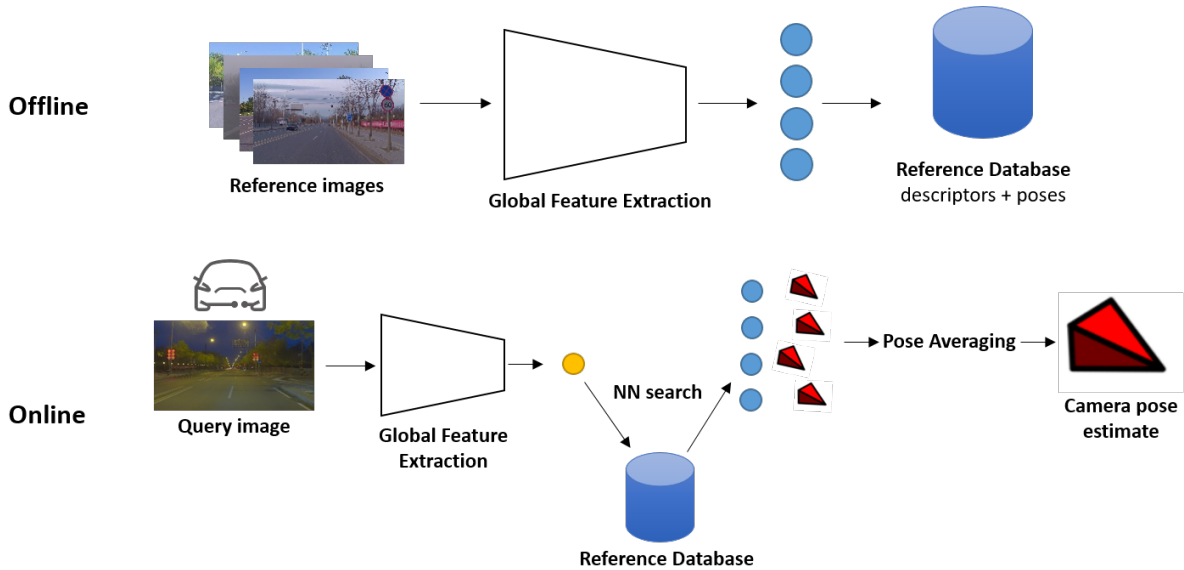 Offline
Reference images
Global Feature Extraction
Reference Database
descriptors + poses
Online
Query image
Global Feature
Extraction
NN search
Reference Database
Pose Averaging
Camera pose
estimate